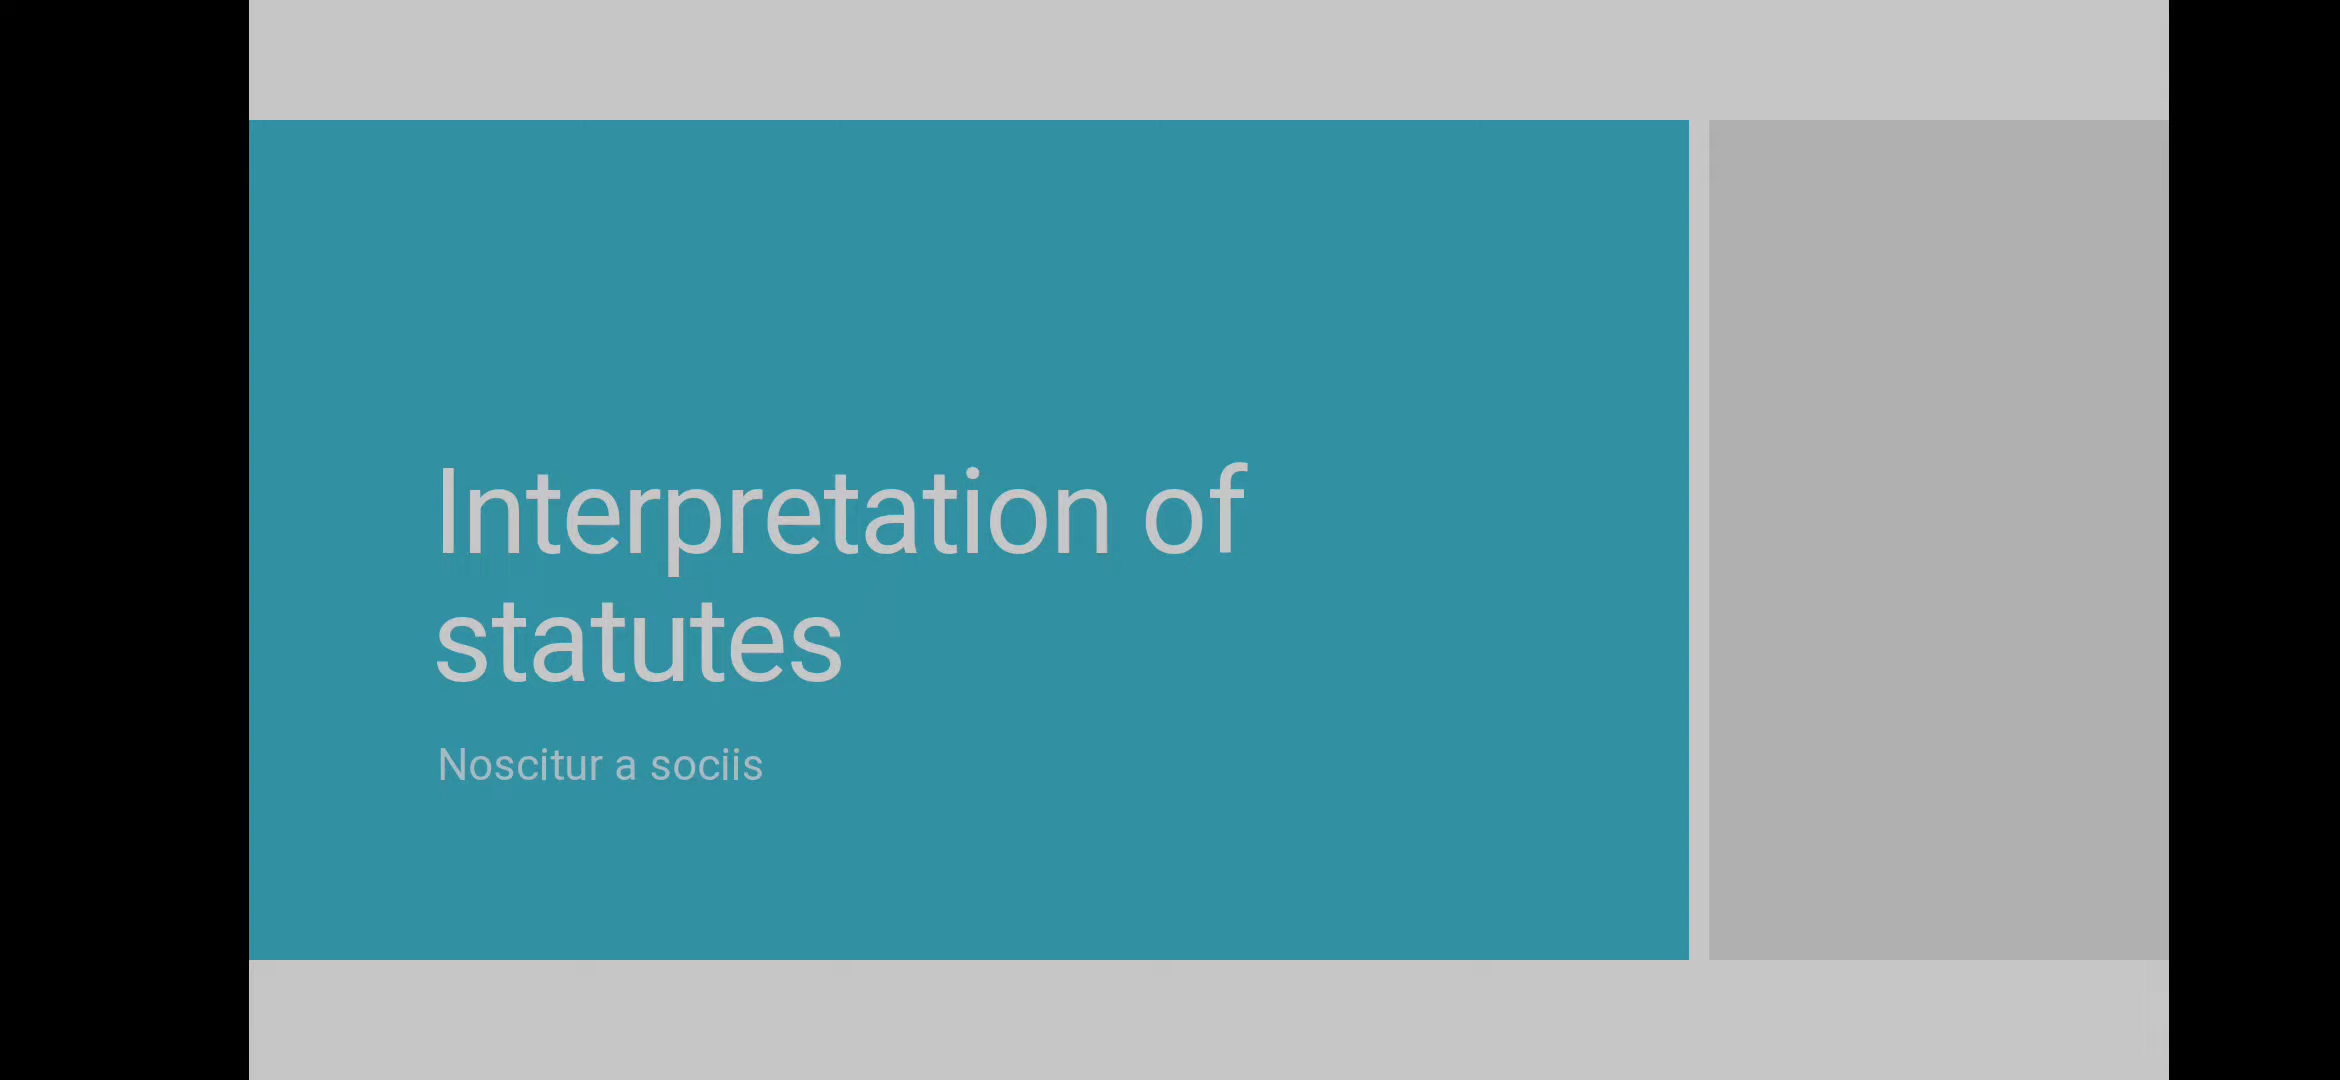 Interpretation of
statutes
Noscitur a sociis